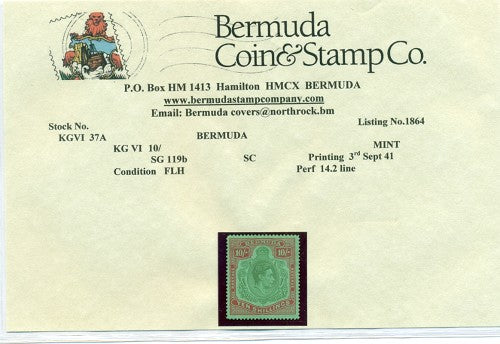 Bermuda
Coin&Stamp Co.
P.O. Box HM 1413 Hamilton HMCX BERMUDA
www.bermudastampcompany.com
Email: Bermuda covers@northrock.bm
Stock No. Listing No.1864
KGVI 37A BERMUDA
KG VI 10/ MINT
SG 119b SC Printing 3rd Sept 41
Condition FLH Perf 14.2 line
BERMUDA
10/- 10/-
TEN SHILLINGS